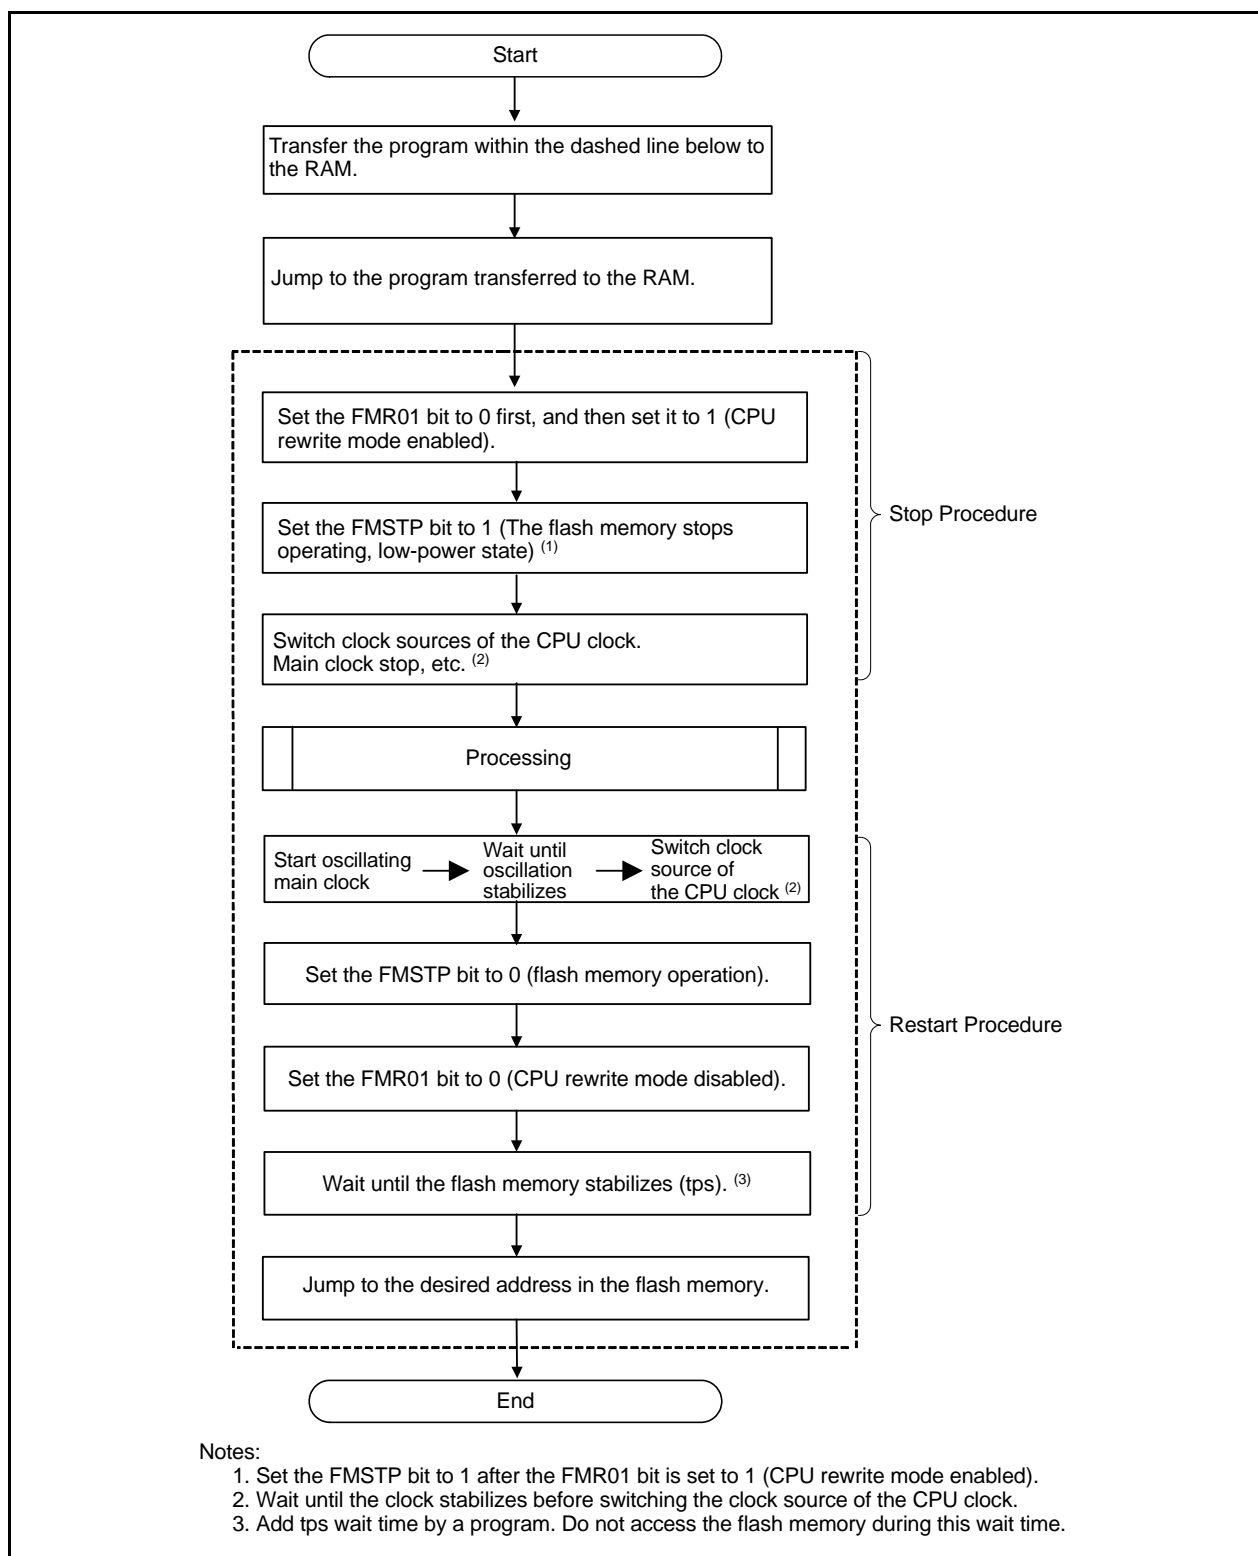 Start
Transfer the program within the dashed line below to
the RAM.
Jump to the program transferred to the RAM.
Set the FMR01 bit to 0 first, and then set it to 1 (CPU
rewrite mode enabled).
Set the FMSTP bit to 1 (The flash memory stops
operating, low-power state) (1)
Stop Procedure
Switch clock sources of the CPU clock.
Main clock stop, etc. (2)
Processing
Start oscillating
main clock
Wait until
oscillation
stabilizes
Switch clock
source of
the CPU clock (2)
Set the FMSTP bit to 0 (flash memory operation).
Restart Procedure
Set the FMR01 bit to 0 (CPU rewrite mode disabled).
Wait until the flash memory stabilizes (tps). (3)
Jump to the desired address in the flash memory.
End
Notes:
1. Set the FMSTP bit to 1 after the FMR01 bit is set to 1 (CPU rewrite mode enabled).
2. Wait until the clock stabilizes before switching the clock source of the CPU clock.
3. Add tps wait time by a program. Do not access the flash memory during this wait time.